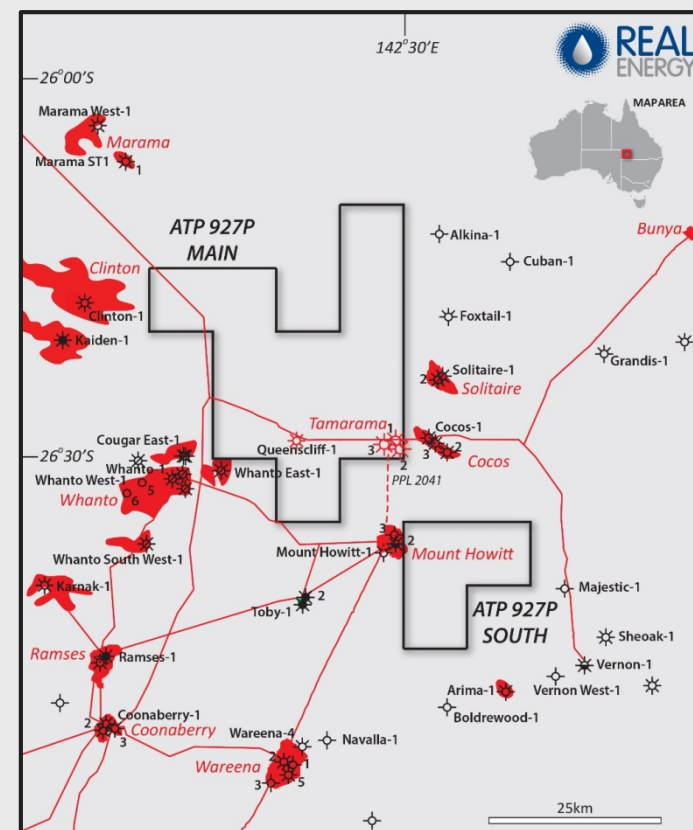 142°30'E
REAL
ENERGY
26°00'S
MAPAREA
Marama West-1
Marama
Marama ST1
1
ATP 927P
MAIN
Alkina-1
Bunya
Cuban-1
Clinton
Clinton-1
Foxtail-1
Kaiden-1
Grandis-1
Solitaire-1
2
Solitaire
Tamarama
1
Cocos-1
Cougar East-1
Queenscliff-1
3
2
3
2
Cocos
26°30'S
Whanto-1
Whanto East-1
PPL 2041
Whanto West-1
5
Whanto
6
3
2
Whanto South West-1
Mount Howitt-1
Mount Howitt
Karnak-1
2
Majestic-1
Toby-1
ATP 927P
SOUTH
Sheoak-1
Ramses
Ramses-1
Vernon-1
Arima-1
Vernon West-1
Boldrewood-1
Coonaberry-1
2
Coonaberry
3
Wareena-4
Navalla-1
2
1
Wareena
5
3
25km